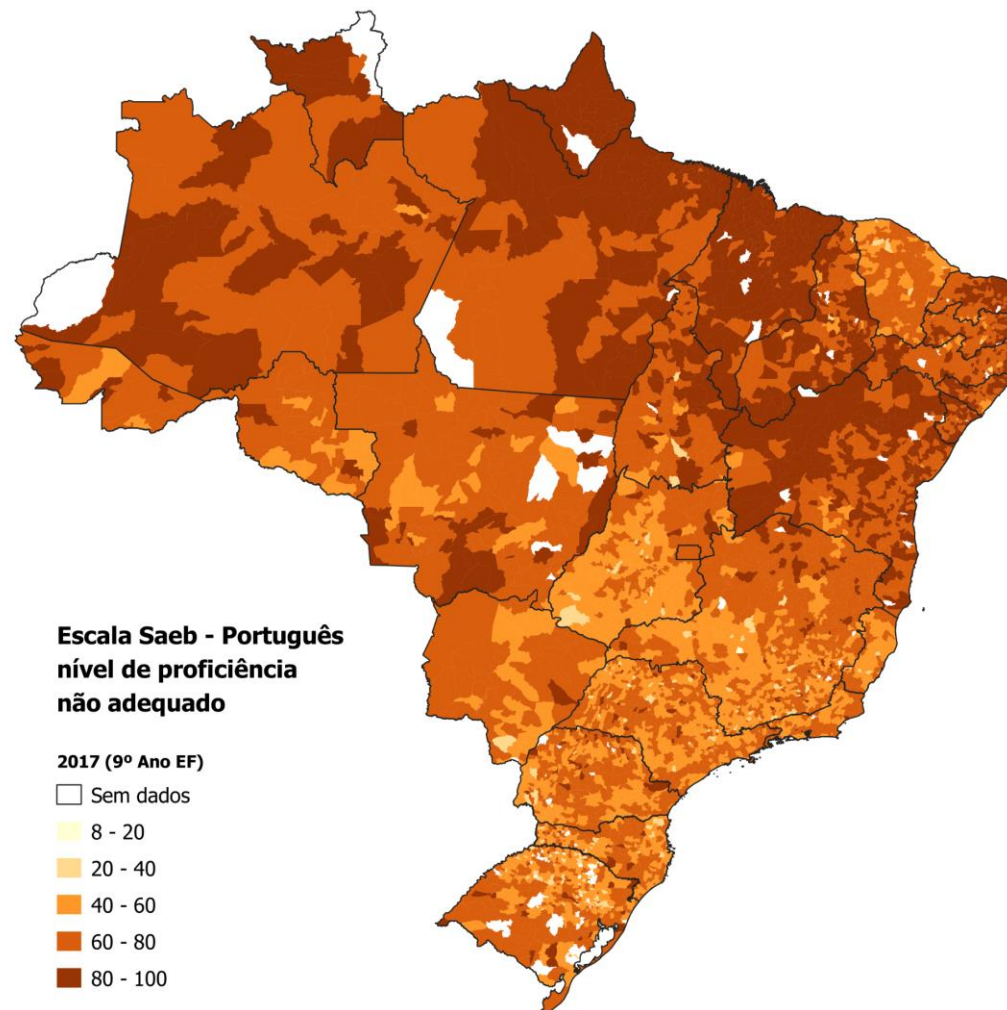 Escala Saeb - Português
nível de proficiência
não adequado
2017 (9º Ano EF)
Sem dados
8 - 20
20 - 40
40 - 60
60 - 80
80 - 100